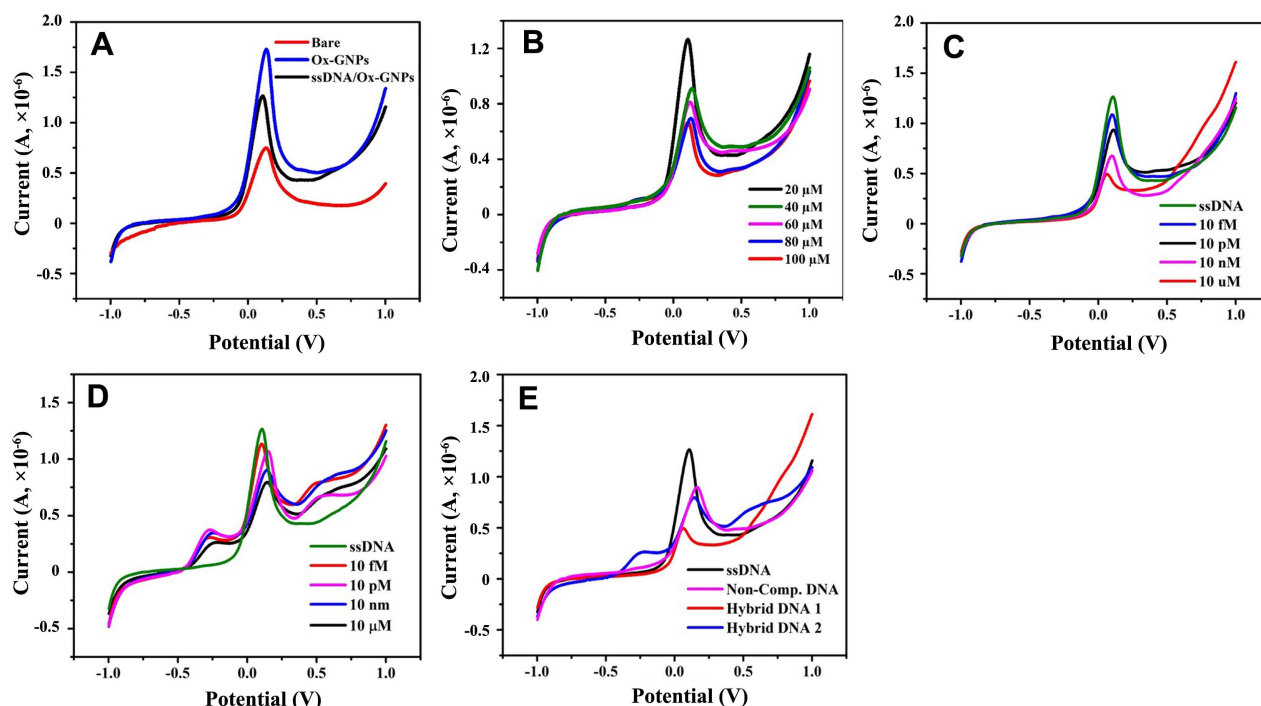 A
2.0
1.5
1.0
0.5
0
-0.5
-1.0
-0.5
0.0
0.5
1.0
Current (A, ×10⁻⁶)
Potential (V)
Bare
Ox-GNPs
ssDNA/Ox-GNPs
B
1.2
0.8
0.4
0
-0.4
-1.0
-0.5
0.0
0.5
1.0
Current (A, ×10⁻⁶)
Potential (V)
20 µM
40 µM
60 µM
80 µM
100 µM
C
2.0
1.5
1.0
0.5
0
-0.5
-1.0
-0.5
0.0
0.5
1.0
Current (A, ×10⁻⁶)
Potential (V)
ssDNA
10 fM
10 pM
10 nM
10 uM
D
1.5
1.0
0.5
0
-0.5
-1.0
-0.5
0.0
0.5
1.0
Current (A, ×10⁻⁶)
Potential (V)
ssDNA
10 fM
10 pM
10 nm
10 µM
E
2.0
1.5
1.0
0.5
0
-0.5
-1.0
-0.5
0.0
0.5
1.0
Current (A, ×10⁻⁶)
Potential (V)
ssDNA
Non-Comp. DNA
Hybrid DNA 1
Hybrid DNA 2